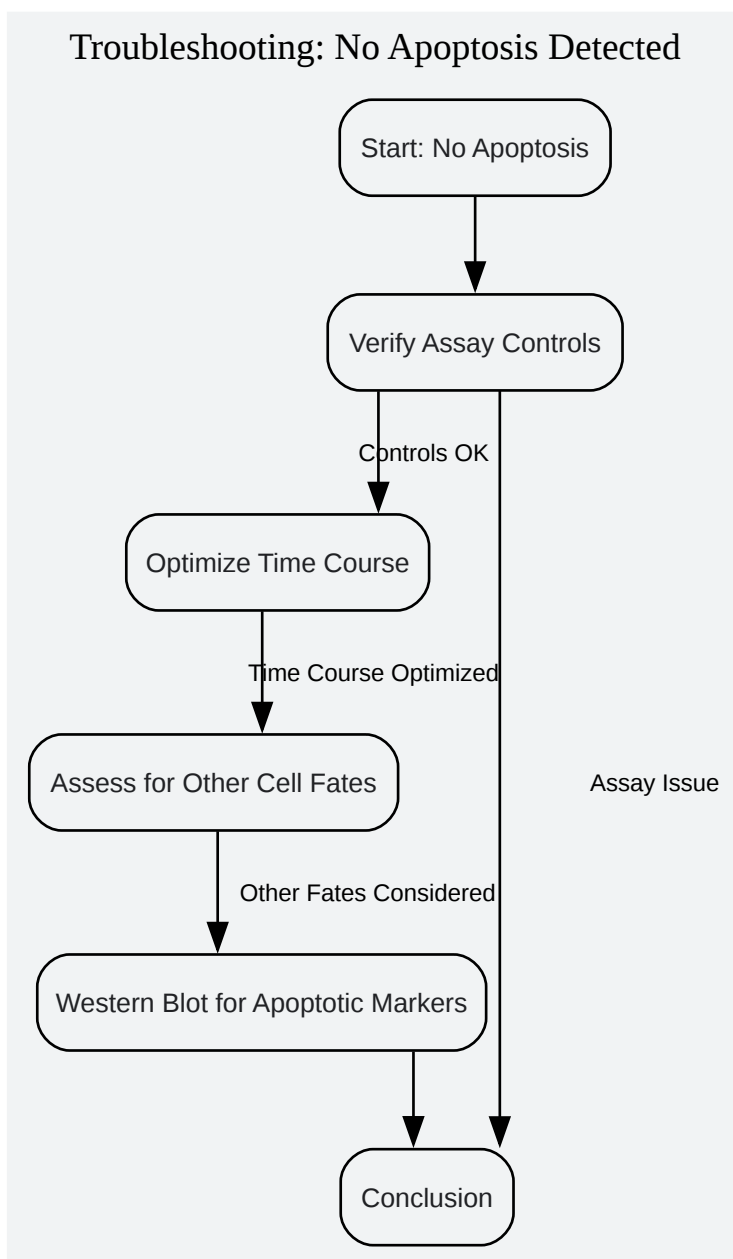 Troubleshooting: No Apoptosis Detected
Start: No Apoptosis
Verify Assay Controls
Controls OK
Optimize Time Course
Time Course Optimized
Assess for Other Cell Fates
Assay Issue
Other Fates Considered
Western Blot for Apoptotic Markers
Conclusion